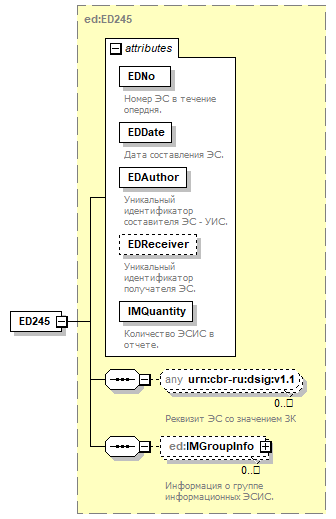 ed:ED245
attributes
EDNo
Номер ЭС в течение
опердня.
EDDate
Дата составления ЭС.
EDAuthor
Уникальный
идентификатор
составителя ЭС - УИС.
EDReceiver
Уникальный
идентификатор
получателя ЭС.
IMQuantity
Количество ЭСИС в
отчете.
ED245
any urn:cbr-ru:dsig:v1.1
0..□
Реквизит ЭС со значением ЗК
ed:IMGroupInfo
0..□
Информация о группе
информационных ЭСИС.